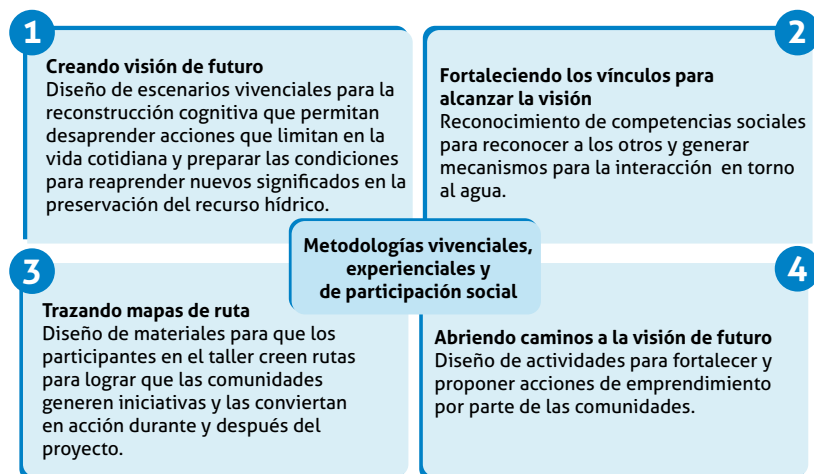 1
Creando visión de futuro
Diseño de escenarios vivenciales para la
reconstrucción cognitiva que permitan
desaprender acciones que limitan en la
vida cotidiana y preparar las condiciones
para reaprender nuevos significados en la
preservación del recurso hídrico.
2
Fortaleciendo los vínculos para
alcanzar la visión
Reconocimiento de competencias sociales
para reconocer a los otros y generar
mecanismos para la interacción en torno
al agua.
Metodologías vivenciales,
experienciales y
de participación social
3
Trazando mapas de ruta
Diseño de materiales para que los
participantes en el taller creen rutas
para lograr que las comunidades
generen iniciativas y las conviertan
en acción durante y después del
proyecto.
4
Abriendo caminos a la visión de futuro
Diseño de actividades para fortalecer y
proponer acciones de emprendimiento
por parte de las comunidades.